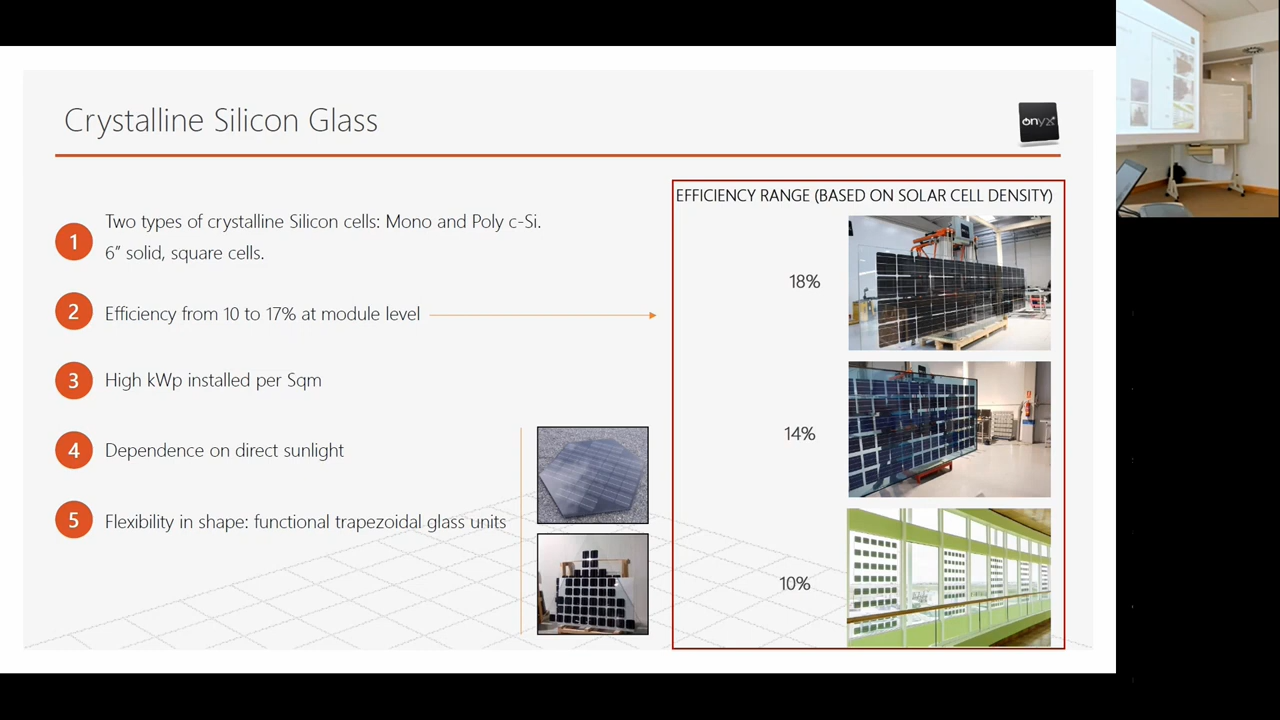 Crystalline Silicon Glass
onyx
1
Two types of crystalline Silicon cells: Mono and Poly c-Si.
6” solid, square cells.
2
Efficiency from 10 to 17% at module level
3
High kWp installed per Sqm
4
Dependence on direct sunlight
5
Flexibility in shape: functional trapezoidal glass units
EFFICIENCY RANGE (BASED ON SOLAR CELL DENSITY)
18%
14%
10%